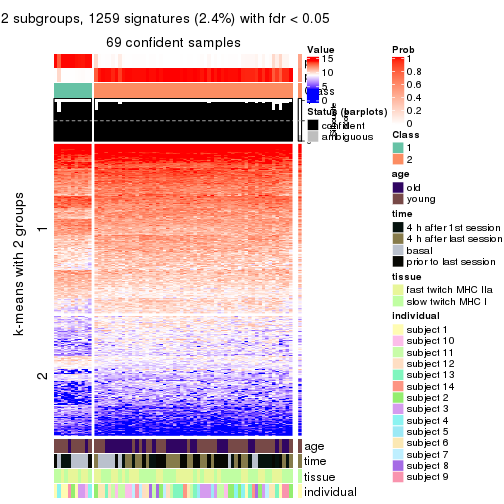 2 subgroups, 1259 signatures (2.4%) with fdr < 0.05
69 confident samples
k-means with 2 groups
1
2
age
time
tissue
individual
Value
15
10
5
0
Status (barplots)
confident
ambiguous
Prob
1
0.8
0.6
0.4
0.2
0
Class
1
2
age
old
young
time
4 h after 1st session
4 h after last session
basal
prior to last session
tissue
fast twitch MHC IIa
slow twitch MHC I
individual
subject 1
subject 10
subject 11
subject 12
subject 13
subject 14
subject 2
subject 3
subject 4
subject 5
subject 6
subject 7
subject 8
subject 9